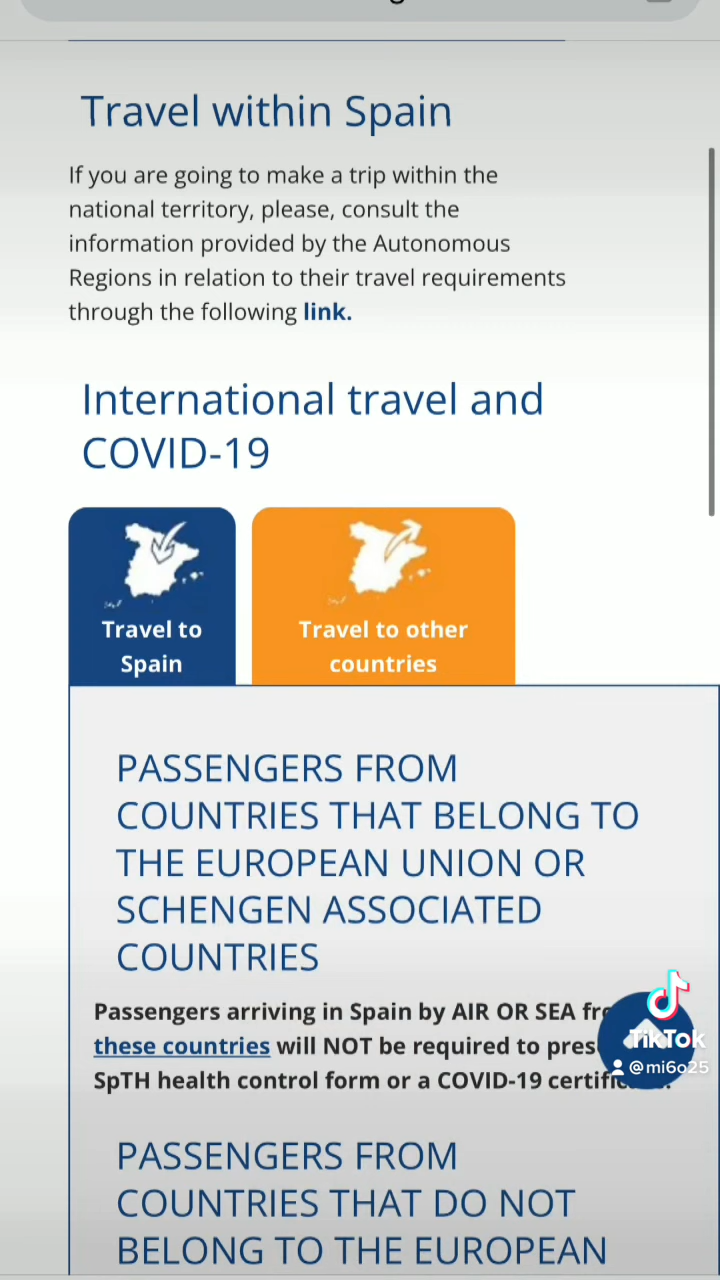 Travel within Spain
If you are going to make a trip within the
national territory, please, consult the
information provided by the Autonomous
Regions in relation to their travel requirements
through the following link.
International travel and
COVID-19
Travel to
Spain
Travel to other
countries
PASSENGERS FROM
COUNTRIES THAT BELONG TO
THE EUROPEAN UNION OR
SCHENGEN ASSOCIATED
COUNTRIES
Passengers arriving in Spain by AIR OR SEA
these countries will NOT be required to
SpTH health control form or a COVID-19
TikTok
@mi6o25
PASSENGERS FROM
COUNTRIES THAT DO NOT
BELONG TO THE EUROPEAN